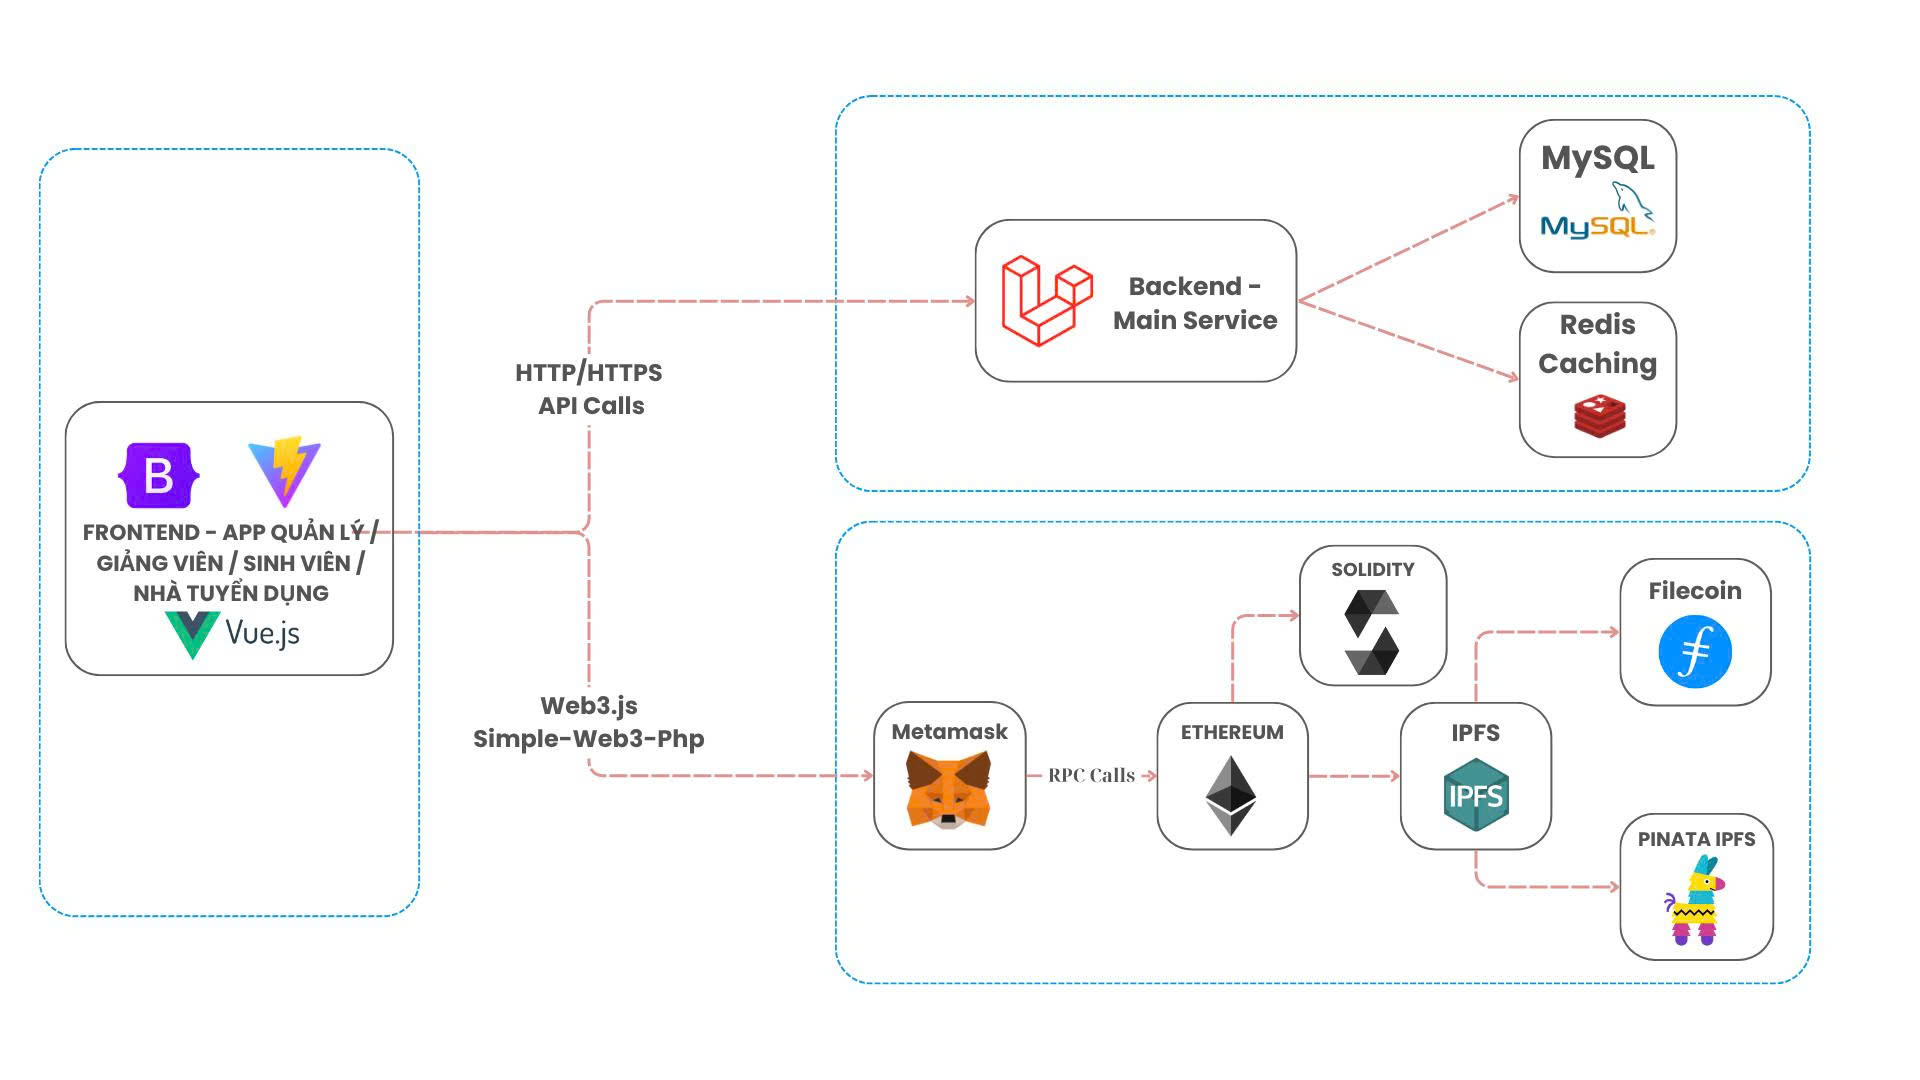 FRONTEND - APP QUẢN LÝ /
GIẢNG VIÊN / SINH VIÊN /
NHÀ TUYỂN DỤNG
B
Vue.js
HTTP/HTTPS
API Calls
Web3.js
Simple-Web3-Php
Backend -
Main Service
MySQL
MySQL®
Redis
Caching
Metamask
RPC Calls
ETHEREUM
SOLIDITY
IPFS
IPFS
Filecoin
PINATA IPFS